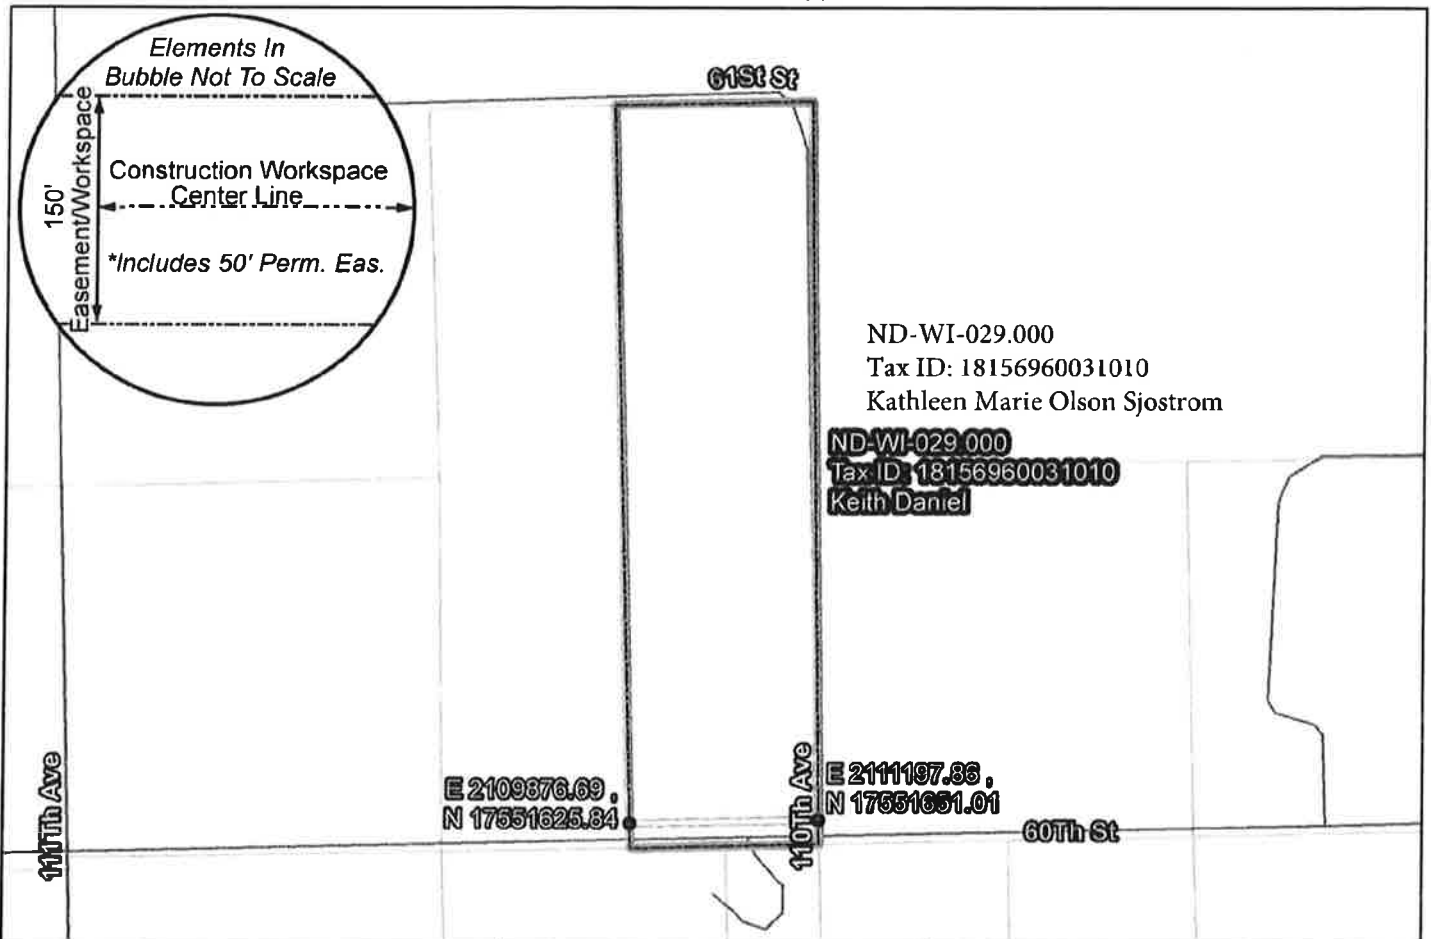 Elements In
Bubble Not To Scale
61St St
150'
Easement/Workspace
Construction Workspace
Center Line
*Includes 50' Perm. Eas.
ND-WI-029.000
Tax ID: 18156960031010
Kathleen Marie Olson Sjostrom
ND-WI-029.000
Tax ID: 18156960031010
Keith Daniel
111Th Ave
E 2109876.69 ,
N 17551625.84
110Th Ave
E 2111197.86 ,
N 17551651.01
60Th St